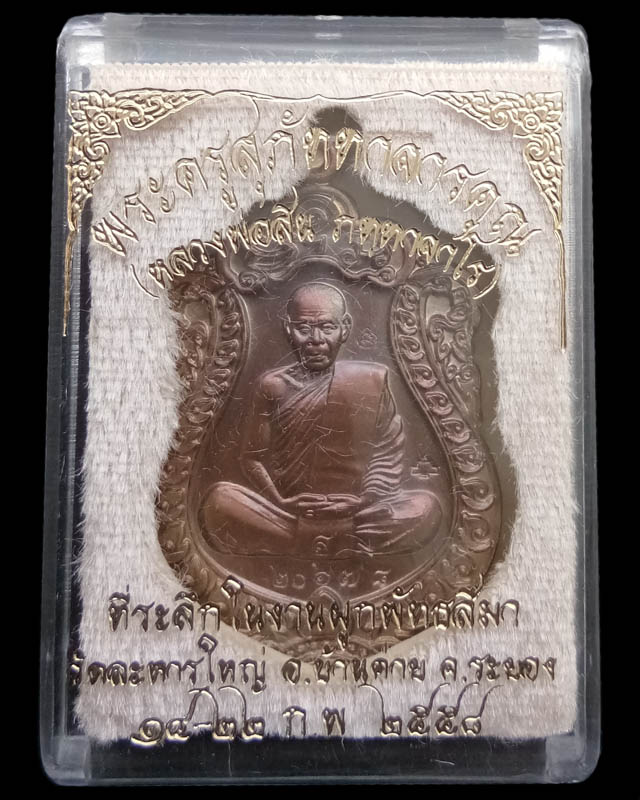 พระครูสุภัททาจารคุณ
(หลวงพ่อสิน ภททาจาโร)
๒๐๖๗ ๘
ที่ระลึกในงานผูกพัทธสีมา
วัดละหารใหญ่ อ.บ้านค่าย จ.ระยอง
๑๔-๒๒ ก พ ๒๕๕๘